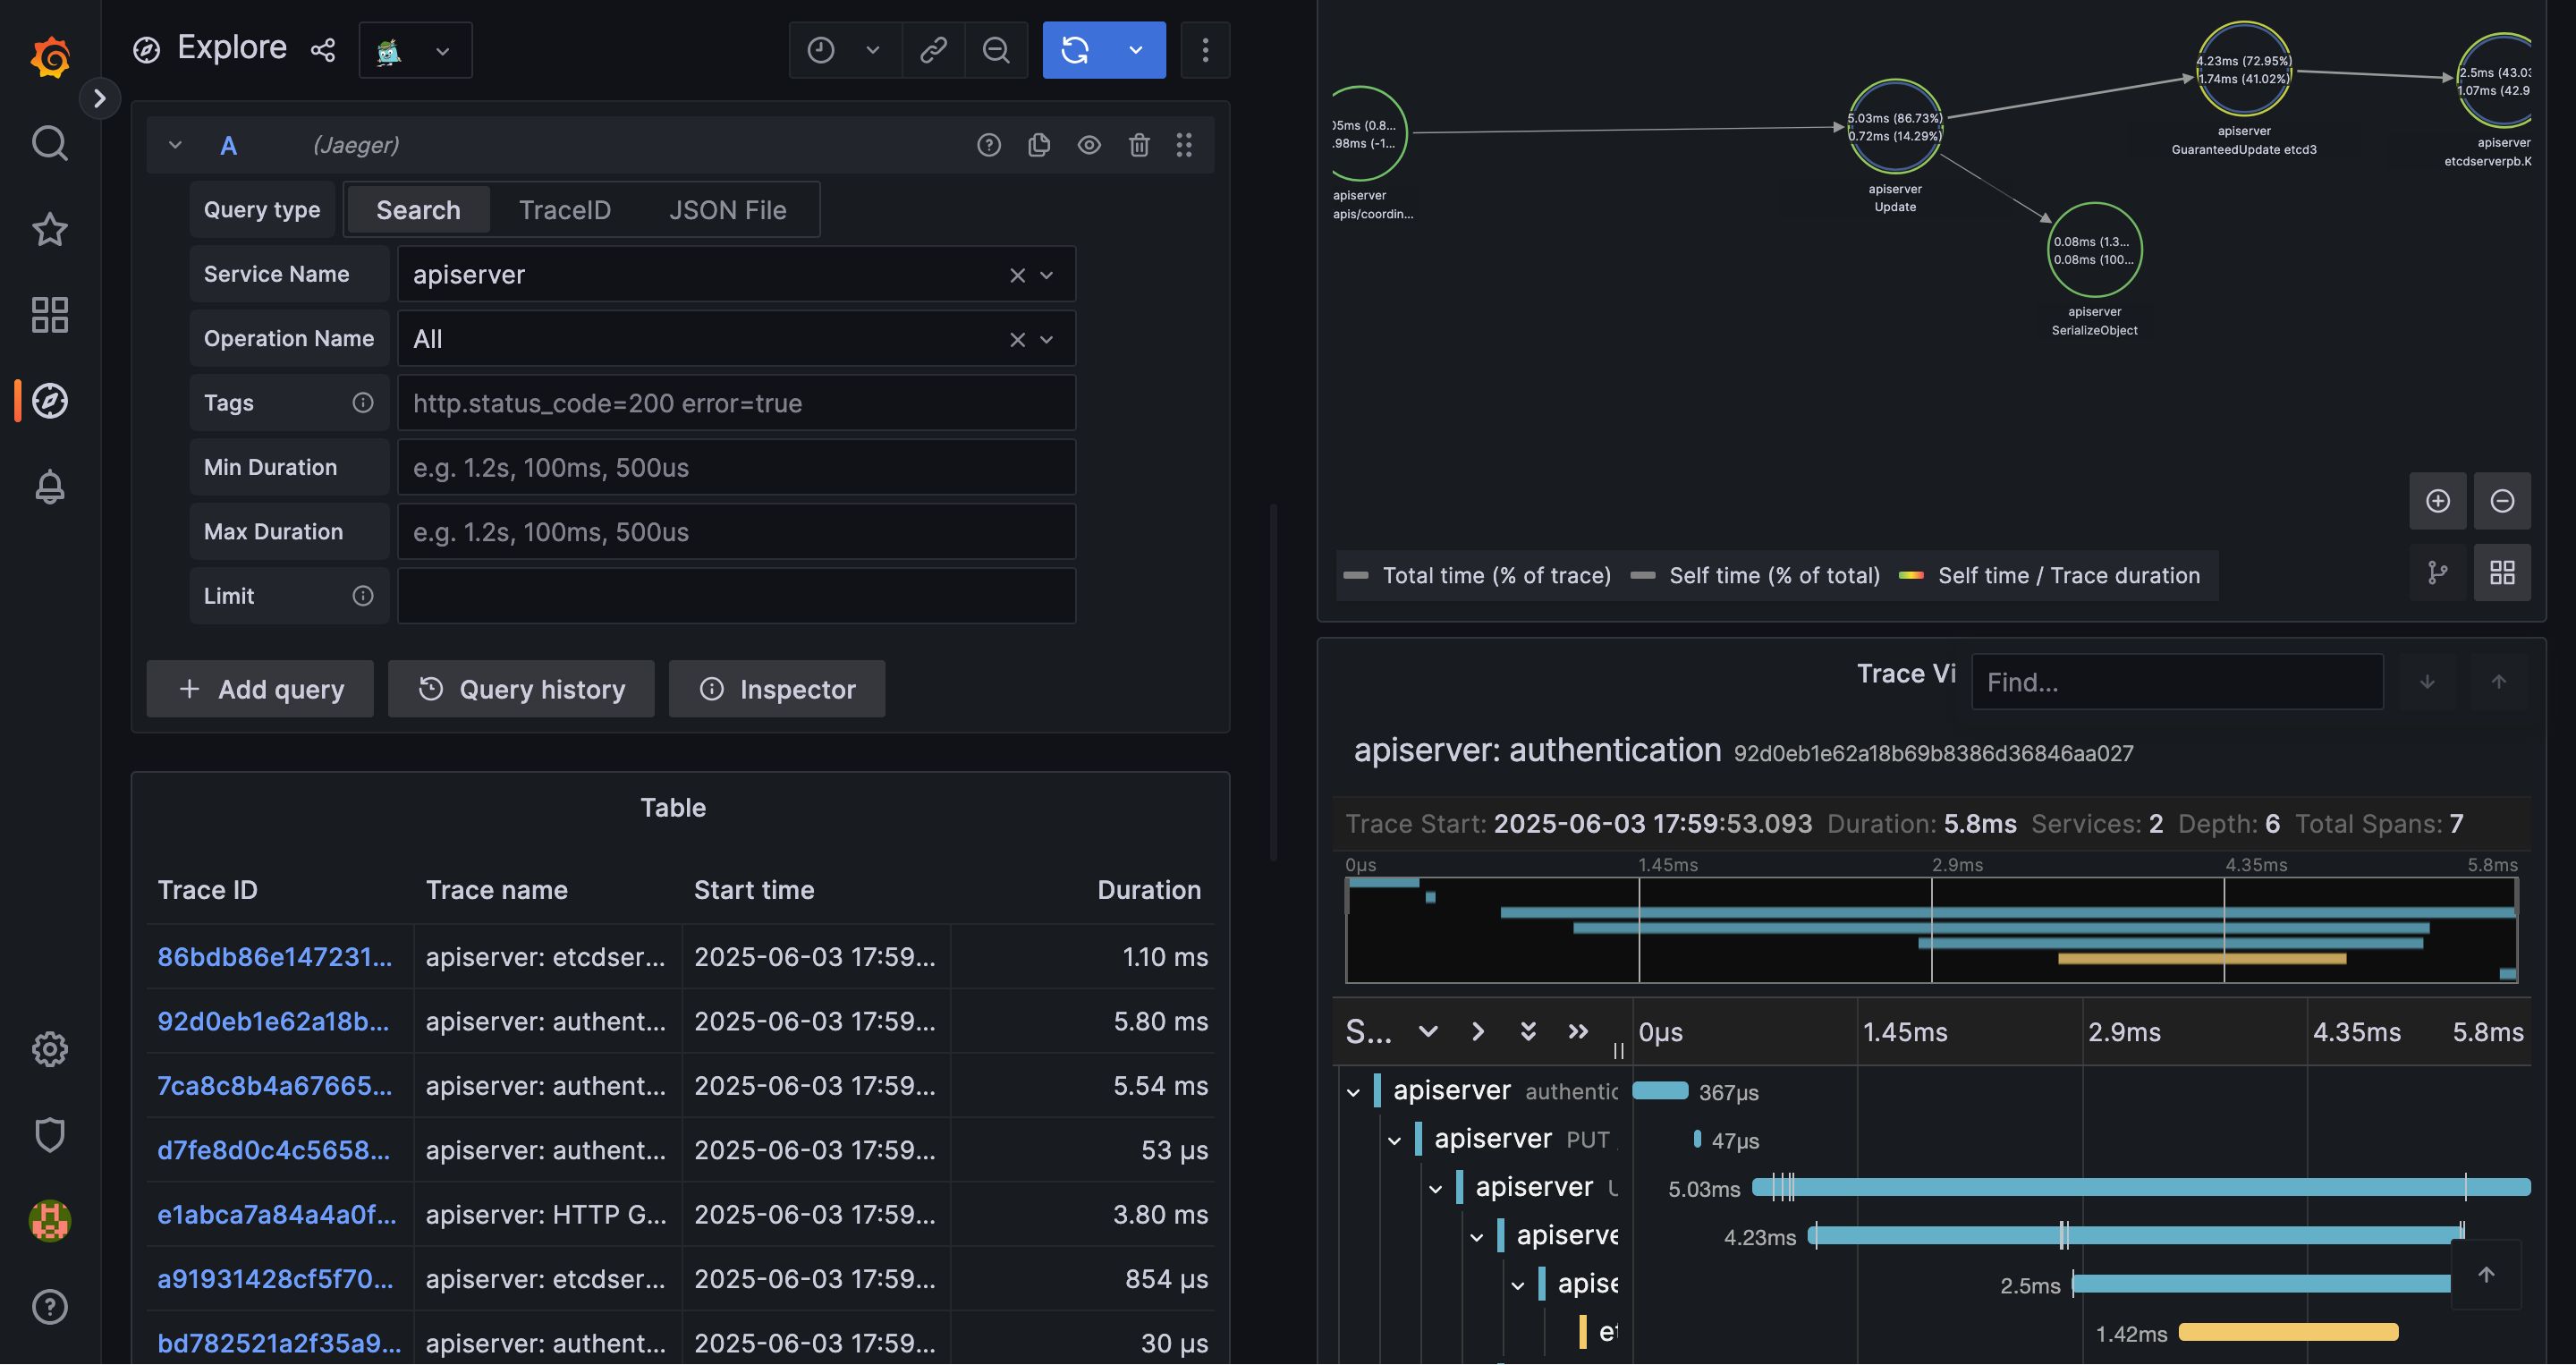 Explore
A (Jaeger)
Query type Search TraceID JSON File
Service Name apiserver
Operation Name All
Tags http.status_code=200 error=true
Min Duration e.g. 1.2s, 100ms, 500us
Max Duration e.g. 1.2s, 100ms, 500us
Limit
Add query Query history Inspector
Table
Trace ID Trace name Start time Duration
86bdb86e147231... apiserver: etcdser... 2025-06-03 17:59... 1.10 ms
92d0eb1e62a18b... apiserver: authent... 2025-06-03 17:59... 5.80 ms
7ca8c8b4a67665... apiserver: authent... 2025-06-03 17:59... 5.54 ms
d7fe8d0c4c5658... apiserver: authent... 2025-06-03 17:59... 53 µs
e1abca7a84a4a0f... apiserver: HTTP G... 2025-06-03 17:59... 3.80 ms
a91931428cf5f70... apiserver: etcdser... 2025-06-03 17:59... 854 µs
bd782521a2f35a9... apiserver: authent... 2025-06-03 17:59... 30 µs
05ms (0.8...
.98ms (-1...
apiserver
apis/coordin...
5.03ms (86.73%)
0.72ms (14.29%)
apiserver
Update
4.23ms (72.95%)
1.74ms (41.02%)
apiserver
GuaranteedUpdate etcd3
2.5ms (43.03
1.07ms (42.9
apiserver
etcdserverpb.K
0.08ms (1.3...
0.08ms (100...
apiserver
SerializeObject
Total time (% of trace) Self time (% of total) Self time / Trace duration
Trace Vi Find...
apiserver: authentication 92d0eb1e62a18b69b8386d36846aa027
Trace Start: 2025-06-03 17:59:53.093 Duration: 5.8ms Services: 2 Depth: 6 Total Spans: 7
0µs 1.45ms 2.9ms 4.35ms 5.8ms
S... 0µs 1.45ms 2.9ms 4.35ms 5.8ms
apiserver authentic 367µs
apiserver PUT 47µs
apiserver U 5.03ms
apiserve 4.23ms
apise 2.5ms
et 1.42ms